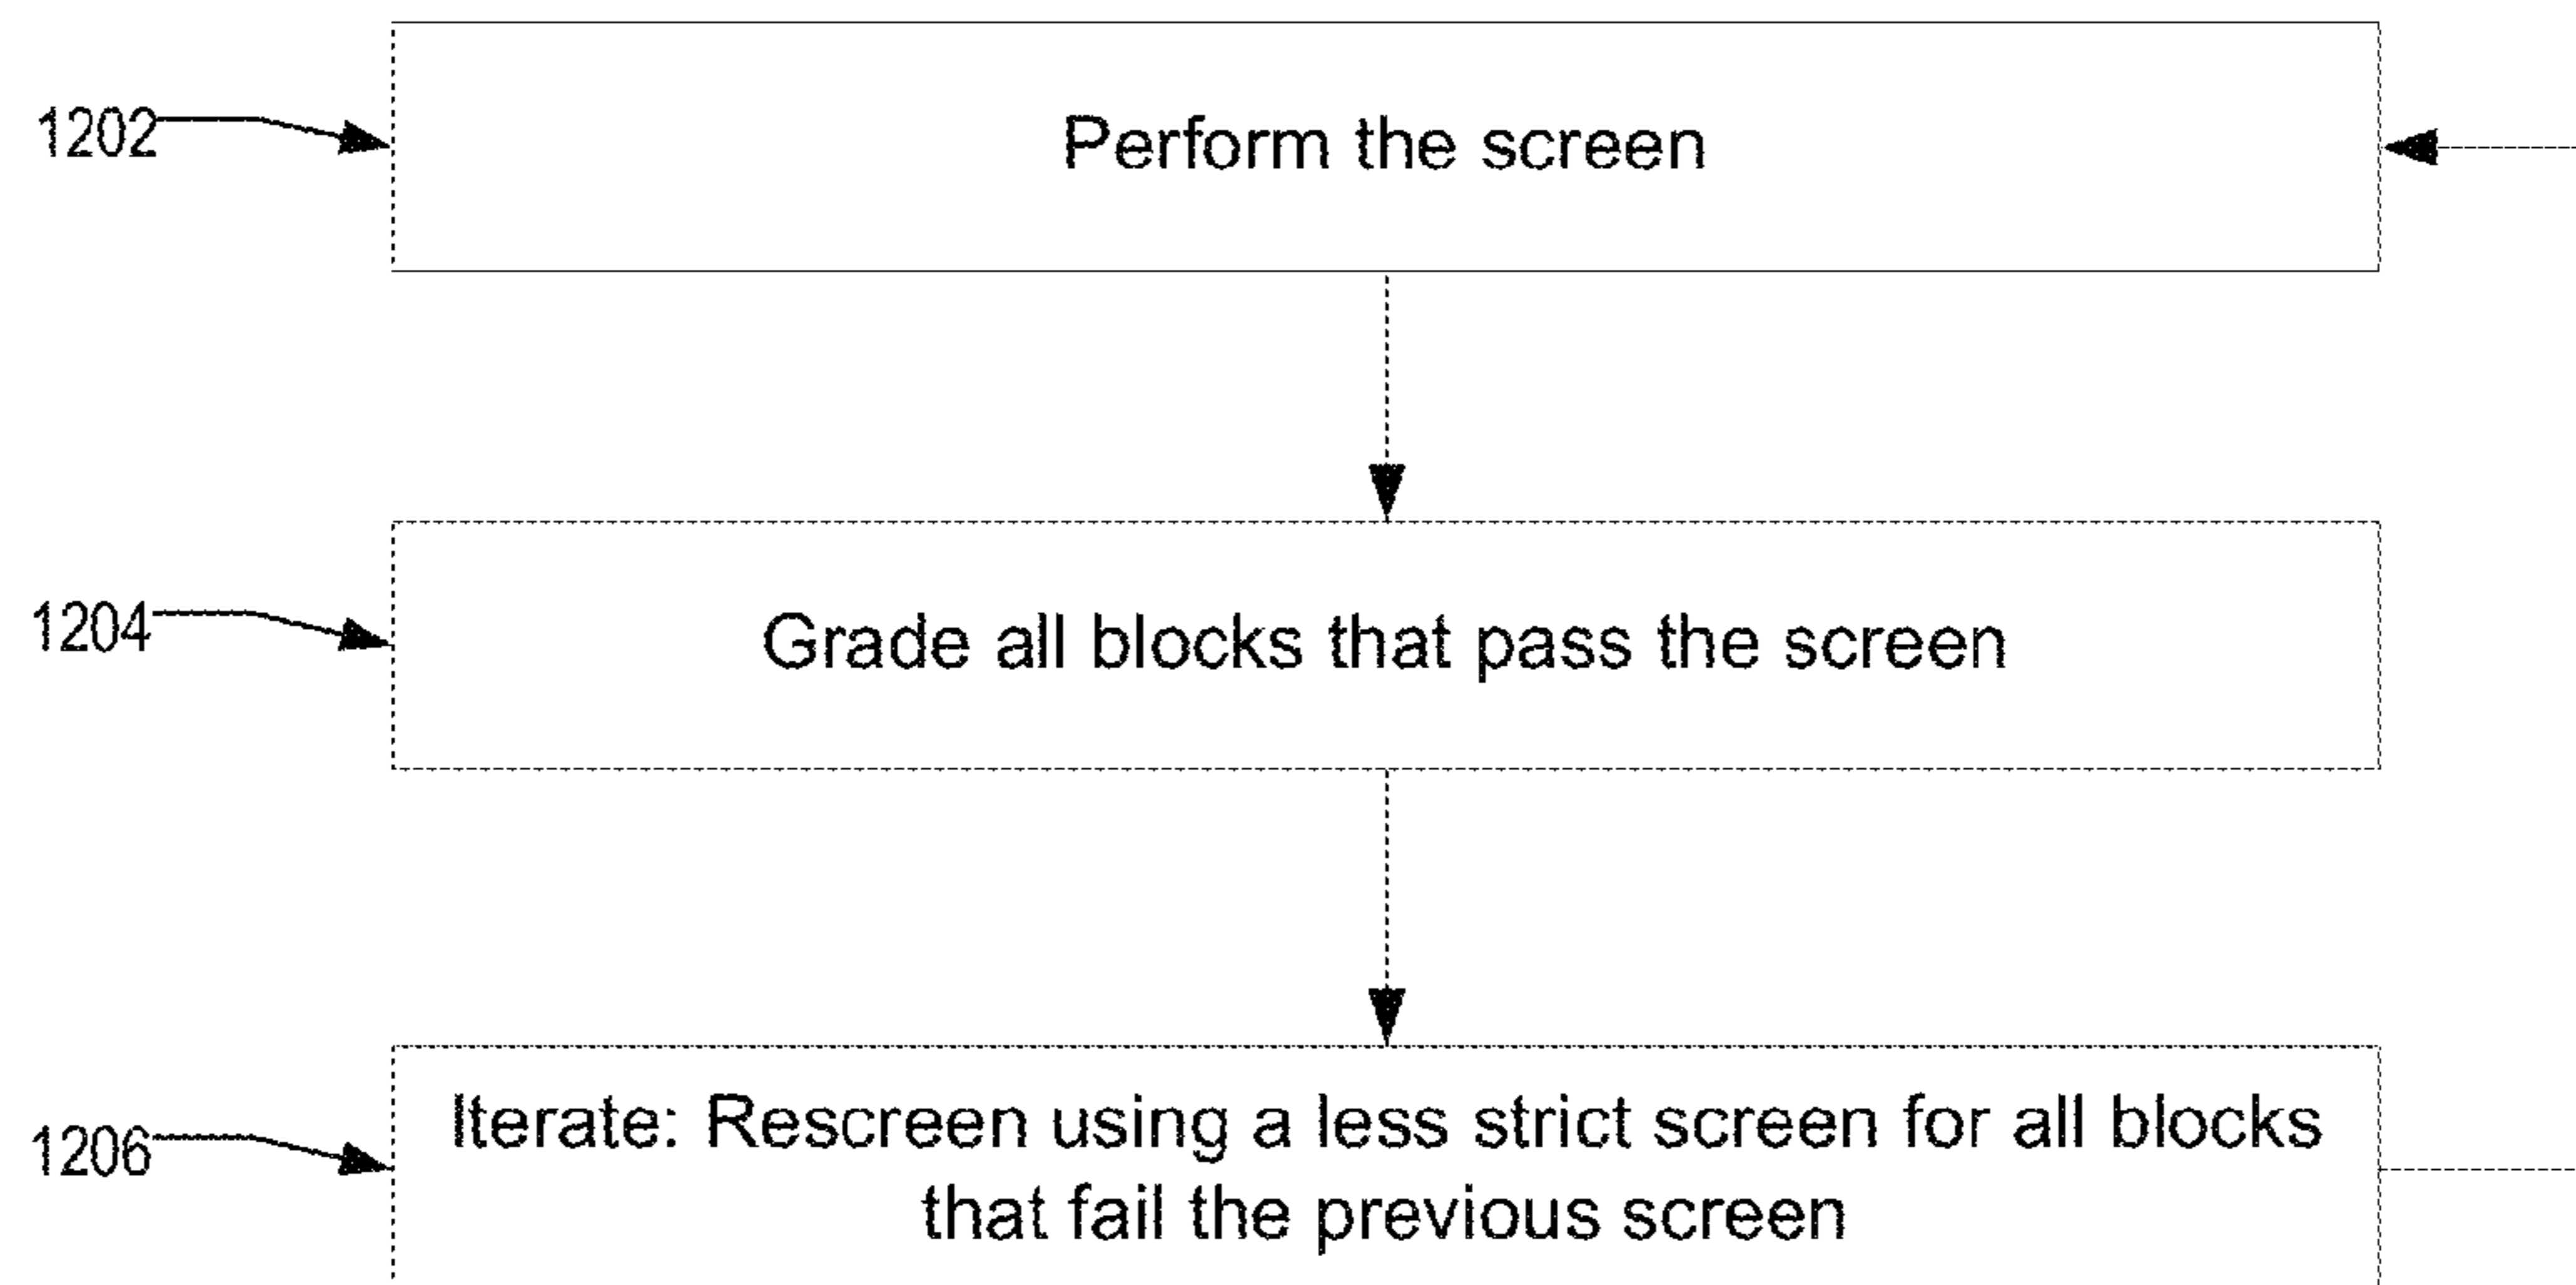 1202
Perform the screen
1204
Grade all blocks that pass the screen
1206
Iterate: Rescreen using a less strict screen for all blocks
that fail the previous screen